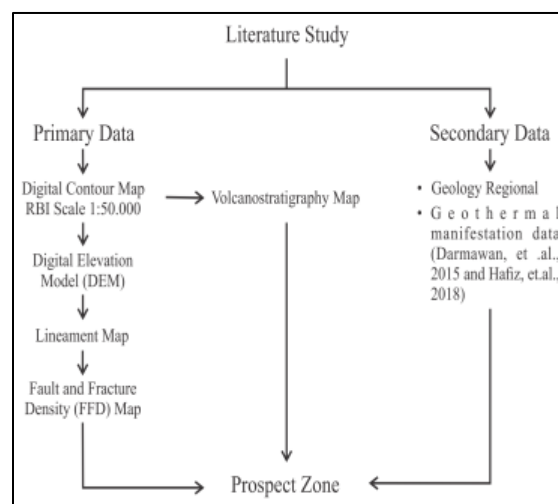 Literature Study
Primary Data
Digital Contour Map
RBI Scale 1:50.000
Digital Elevation
Model (DEM)
Lineament Map
Fault and Fracture
Density (FFD) Map
Volcanostratigraphy Map
Secondary Data
• Geology Regional
• Geothermal
manifestation data
(Darmawan, et .al.,
2015 and Hafiz, et.al.,
2018)
Prospect Zone